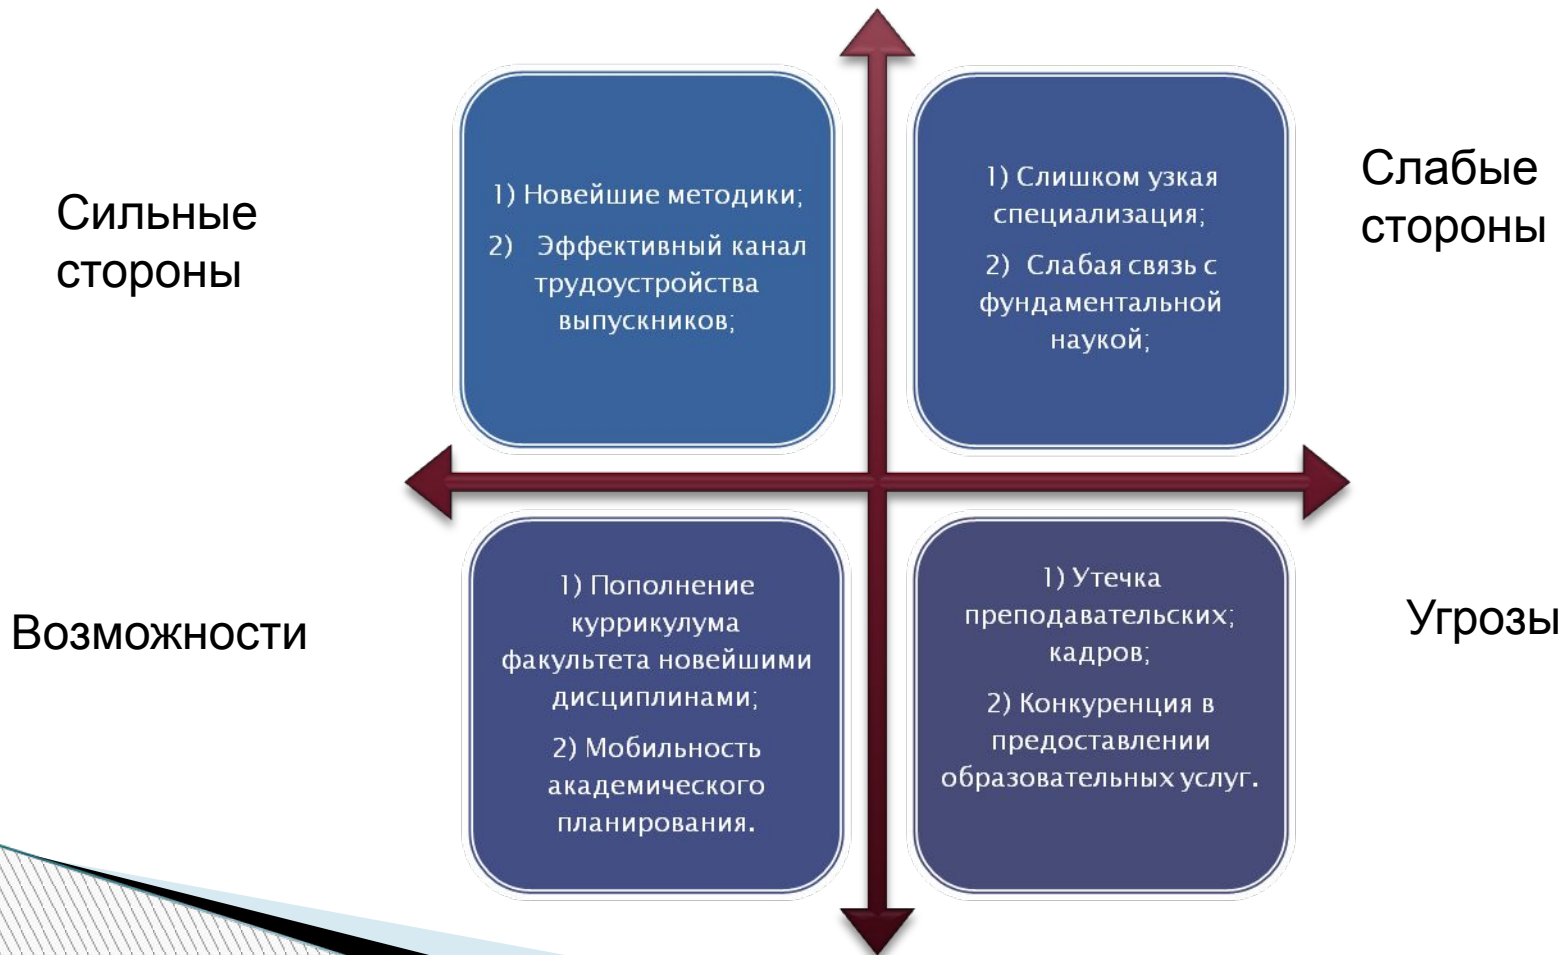 Сильные
стороны
1) Новейшие методики;
2) Эффективный канал
трудоустройства
выпускников;
1) Слишком узкая
специализация;
2) Слабая связь с
фундаментальной
наукой;
Слабые
стороны
Возможности
1) Пополнение
куррикулума
факультета новейшими
дисциплинами;
2) Мобильность
академического
планирования.
1) Утечка
преподавательских;
кадров;
2) Конкуренция в
предоставлении
образовательных услуг.
Угрозы